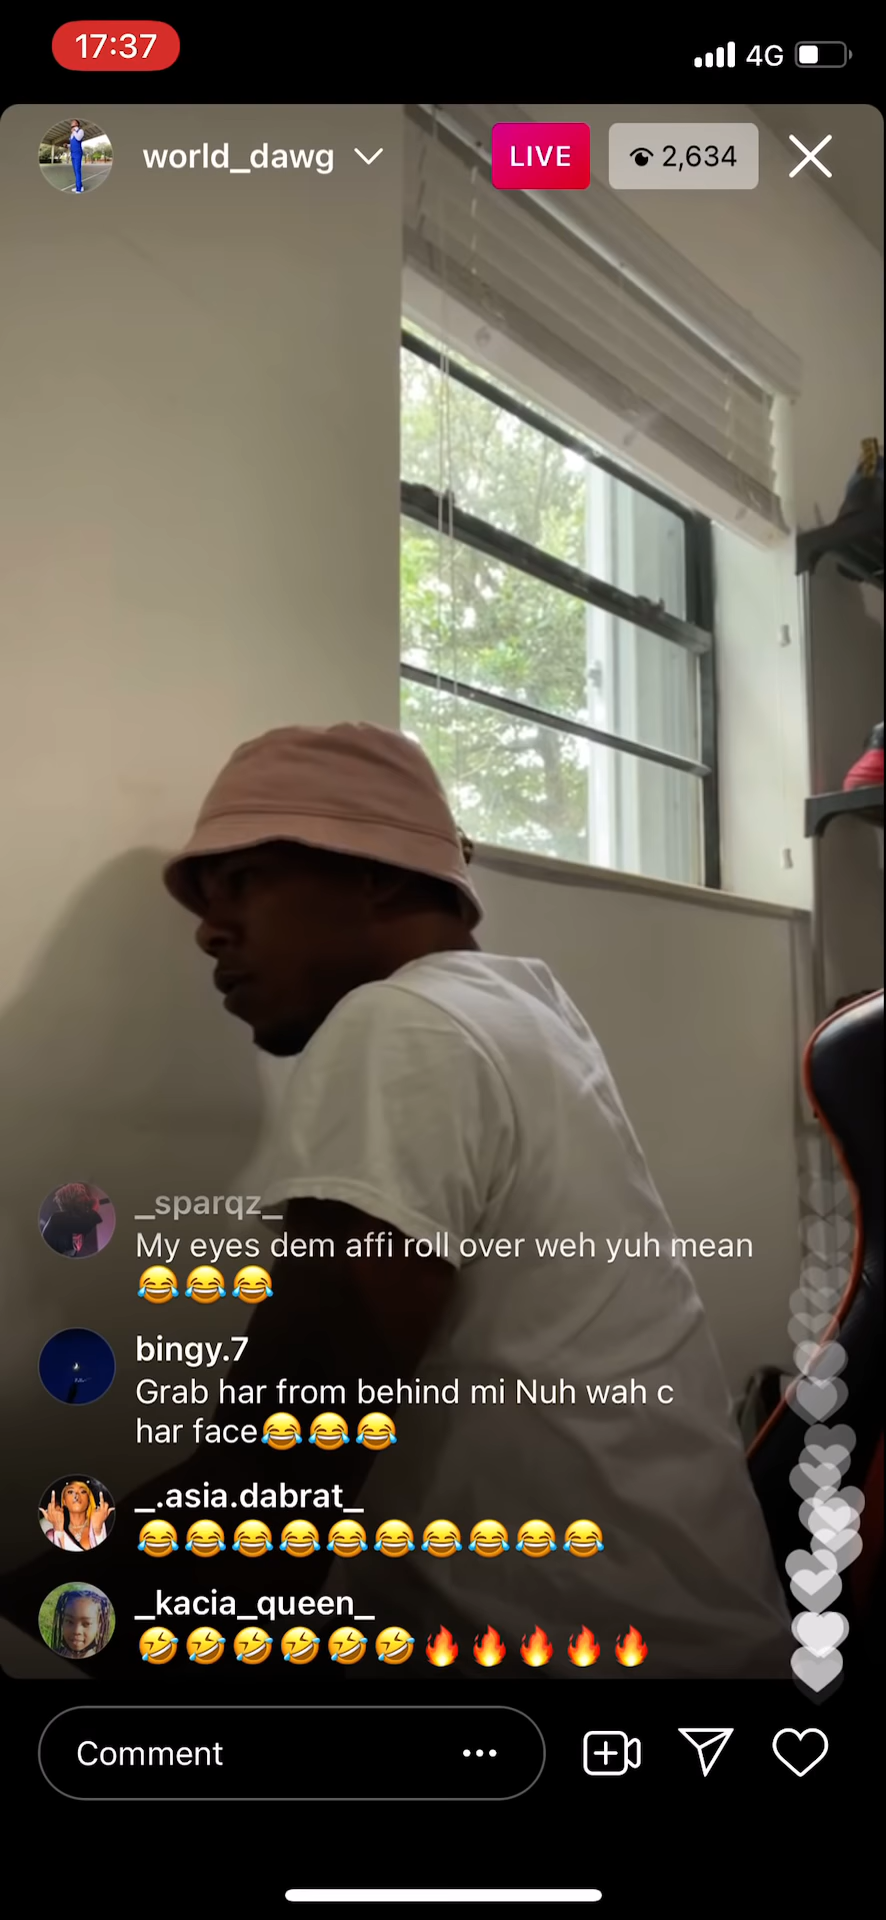 17:37
4G
world_dawg
LIVE
2,634
_sparqz_
My eyes dem affi roll over weh yuh mean
😂😂😂
bingy.7
Grab har from behind mi Nuh wah c
har face😂😂😂
_.asia.dabrat_
😂😂😂😂😂😂😂😂😂😂
_kacia_queen_
🤣🤣🤣🤣🤣🤣🔥🔥🔥🔥🔥
Comment